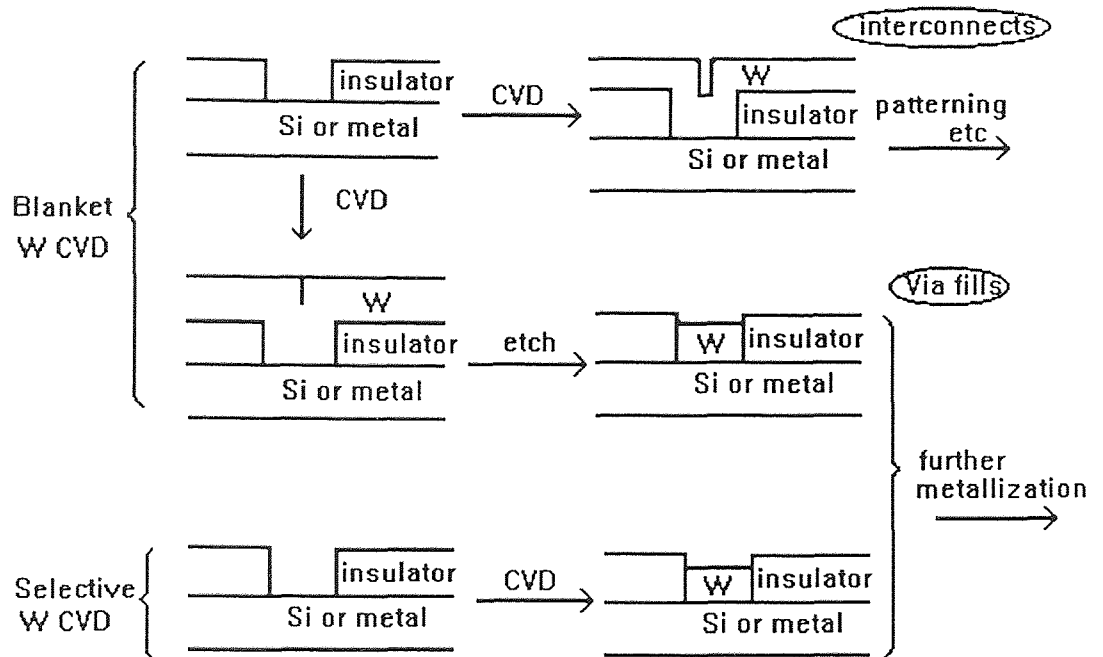 interconnects
insulator
Si or metal
CVD
W
insulator
Si or metal
patterning
etc
Blanket
W CVD
CVD
W
insulator
Si or metal
etch
Via fills
W
insulator
Si or metal
further
metallization
Selective
W CVD
insulator
Si or metal
CVD
W
insulator
Si or metal